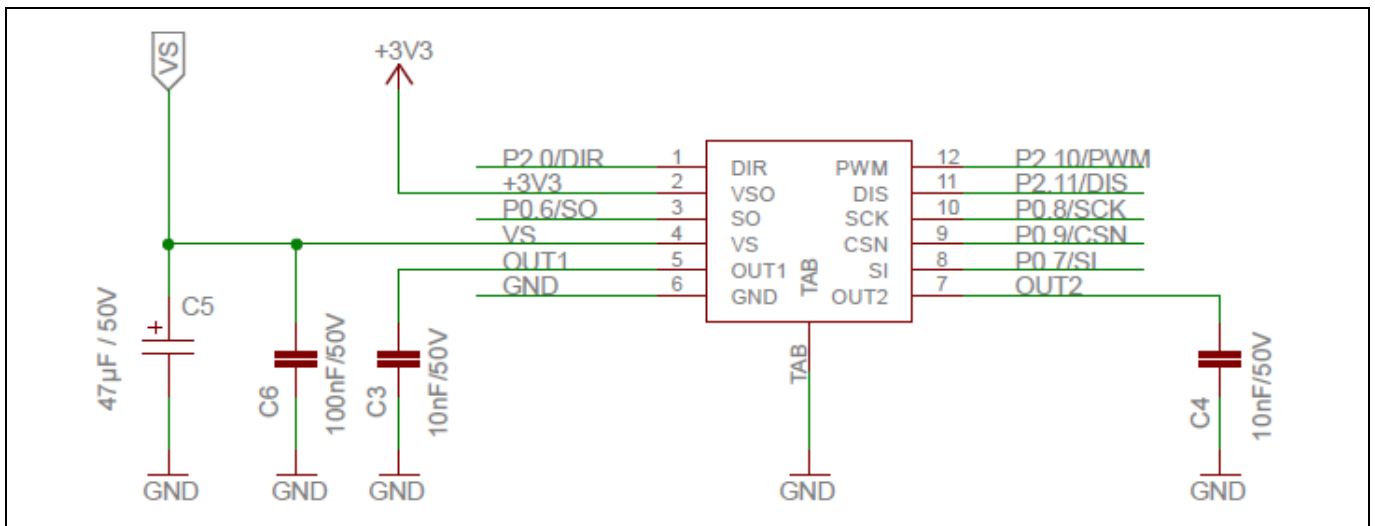 VS
+3V3
P2.0/DIR
1
DIR
PWM
12
P2.10/PWM
+3V3
2
VSO
DIS
11
P2.11/DIS
P0.6/SO
3
SO
SCK
10
P0.8/SCK
VS
4
VS
CSN
9
P0.9/CSN
OUT1
5
OUT1
TAB
SI
8
P0.7/SI
GND
6
GND
OUT2
7
OUT2
47µF / 50V
+
C5
C6
100nF/50V
C3
10nF/50V
TAB
C4
10nF/50V
GND
GND
GND
GND
GND